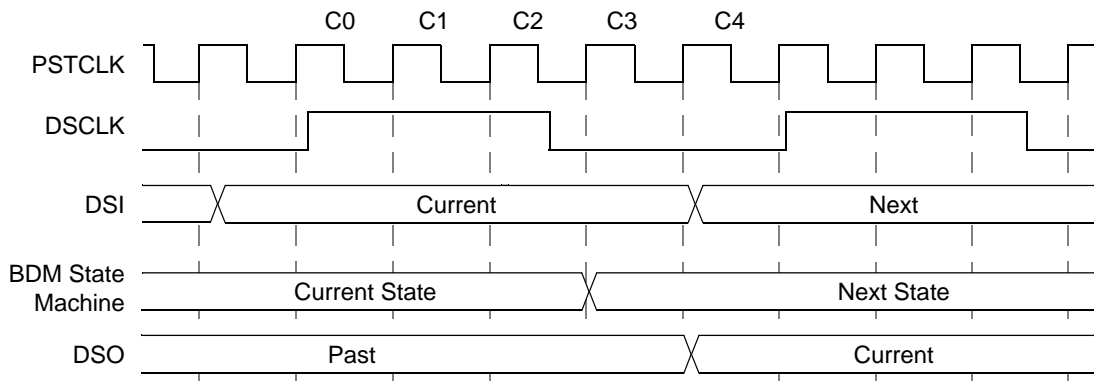 C0 C1 C2 C3 C4
PSTCLK
DSCLK
DSI Current Next
BDM State
Machine Current State Next State
DSO Past Current